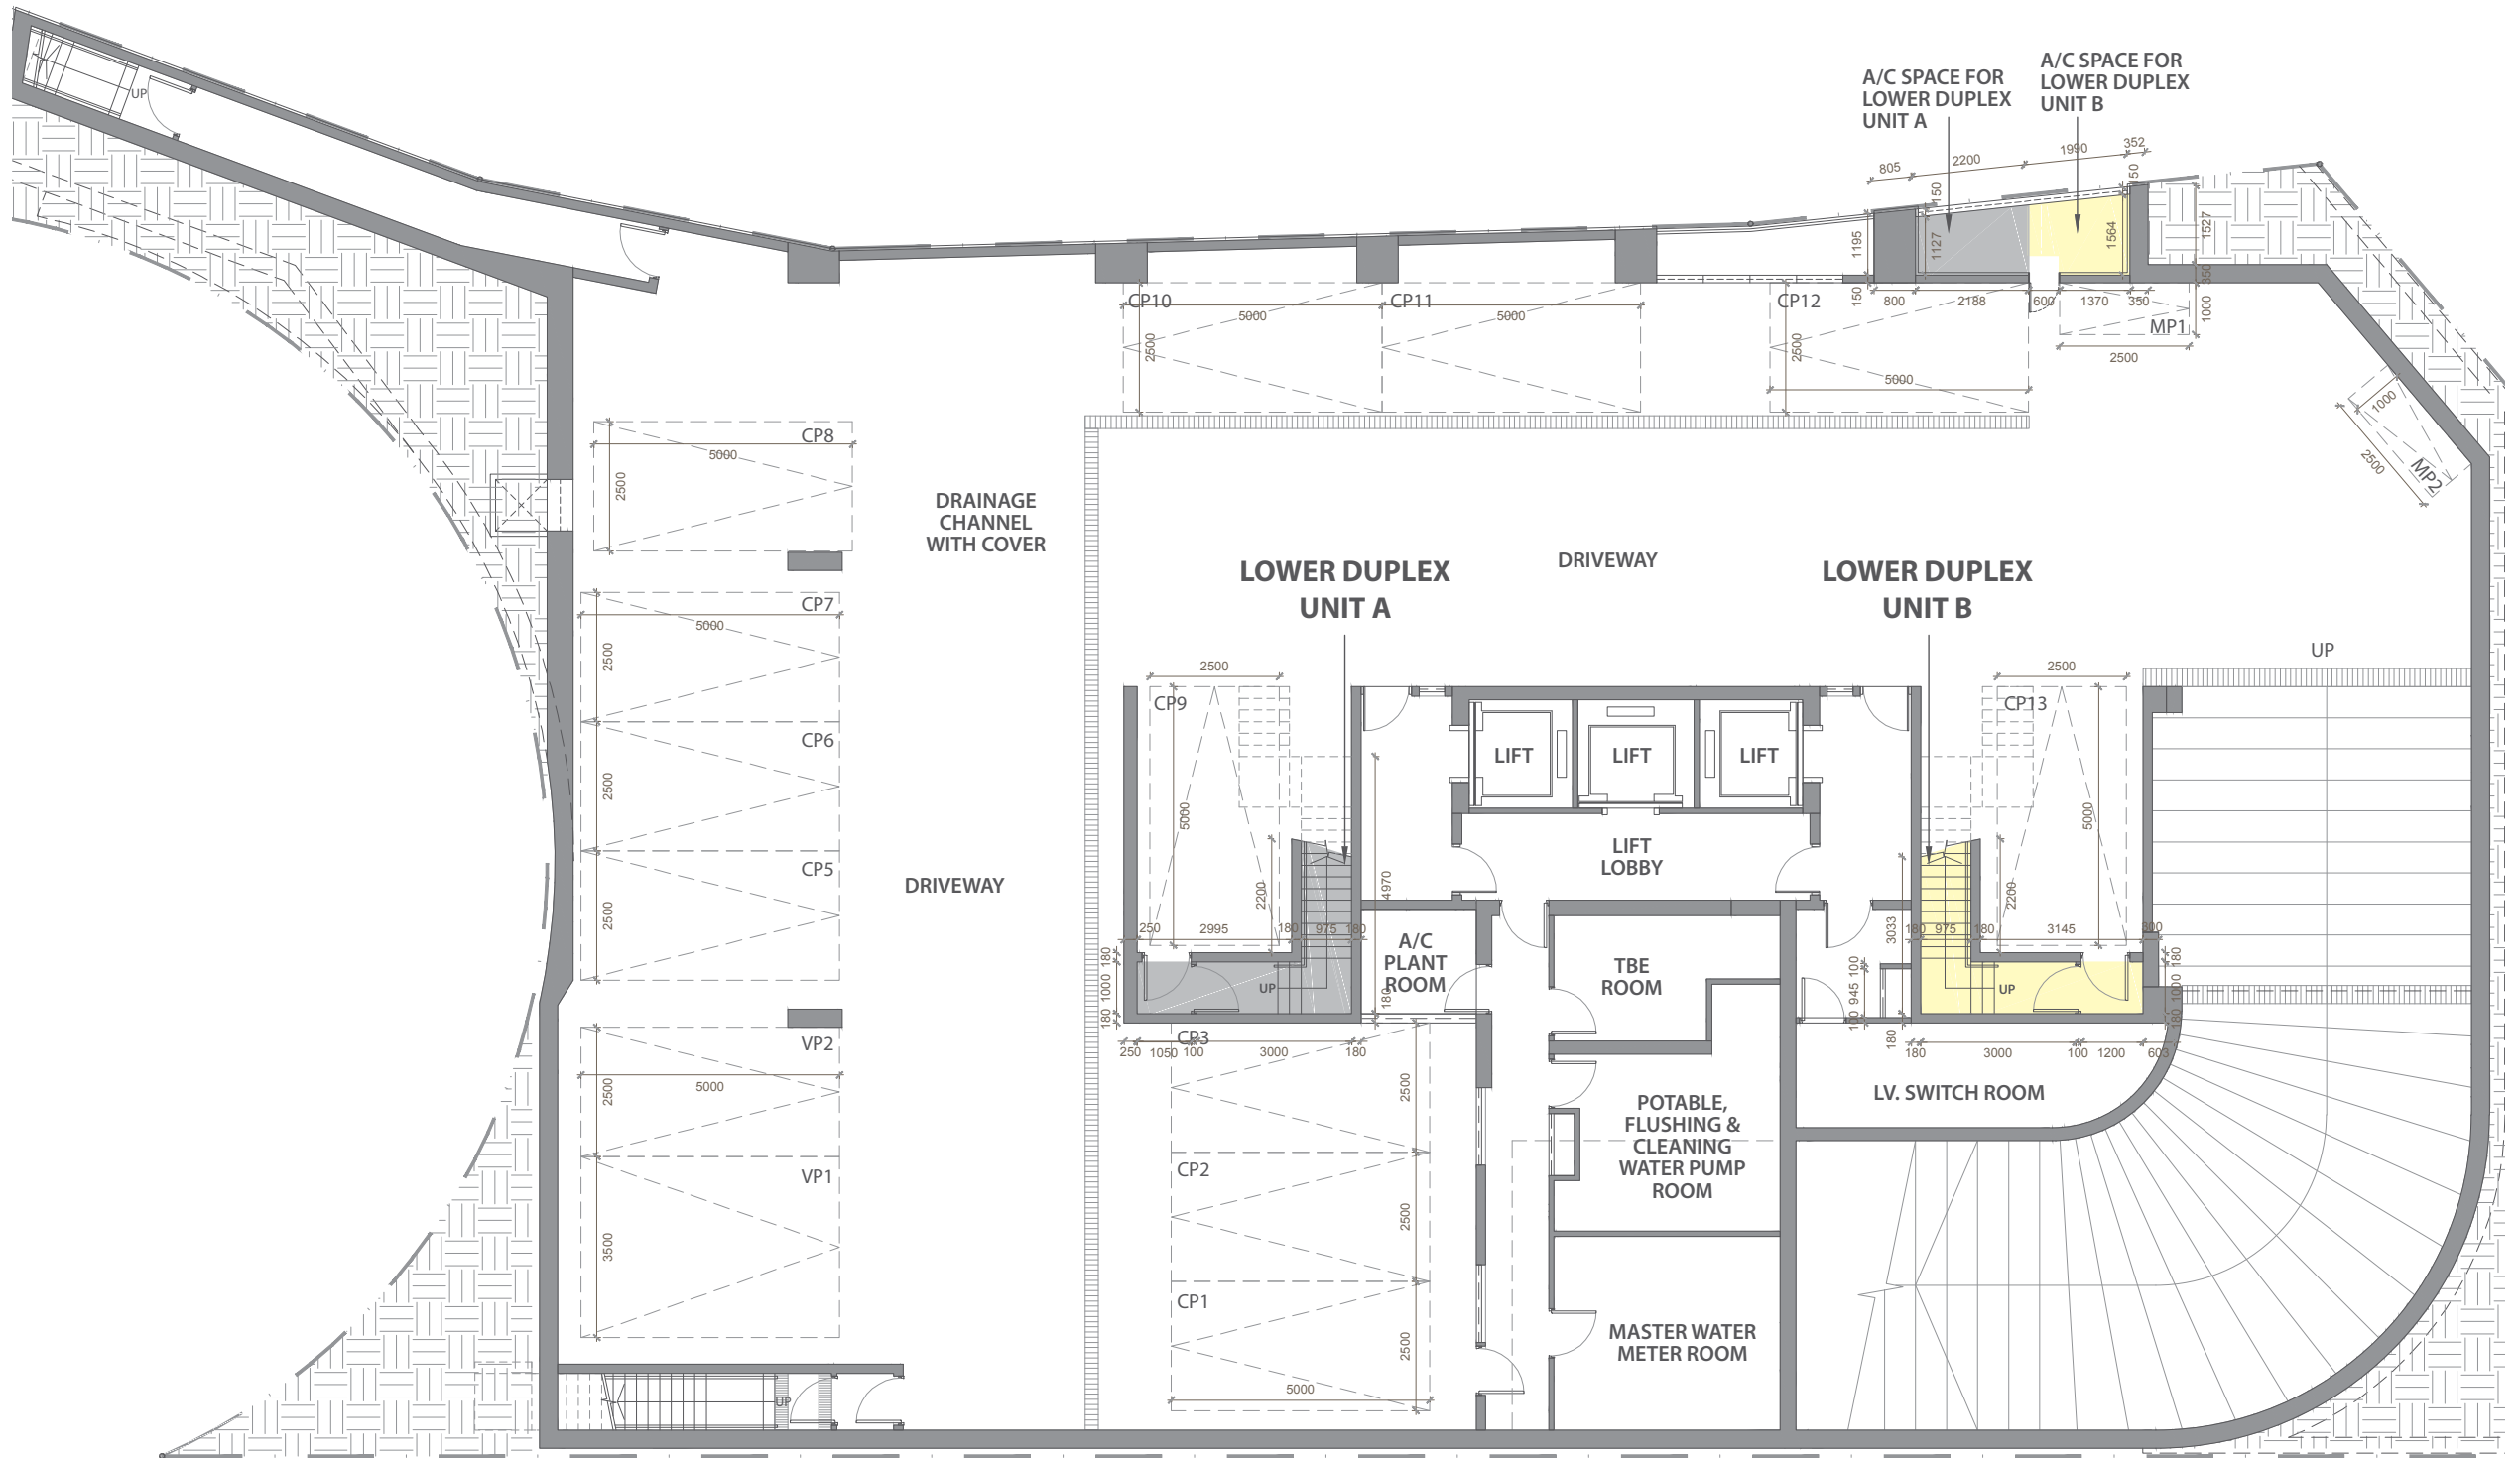 A/C SPACE FOR
LOWER DUPLEX
UNIT A
A/C SPACE FOR
LOWER DUPLEX
UNIT B
UP
805
2200
1990
352
150
150
1195
1127
1564
1527
350
1000
150
800
2188
600
1370
350
CP10
CP11
CP12
MP1
5000
5000
5000
2500
2500
2500
2500
1000
2500
MP2
CP8
5000
2500
DRAINAGE
CHANNEL
WITH COVER
DRIVEWAY
LOWER DUPLEX
UNIT A
LOWER DUPLEX
UNIT B
CP7
5000
2500
CP6
2500
CP5
2500
DRIVEWAY
UP
2500
CP9
5000
2200
4970
LIFT
LIFT
LIFT
LIFT
LOBBY
2500
CP13
5000
2200
3033
250
2995
180
975
180
180
975
180
3145
300
180
1000
180
UP
A/C
PLANT
ROOM
180
TBE
ROOM
100
945
100
180
UP
180
1000
180
250
1050
100
3000
180
180
3000
100
1200
603
VP2
5000
2500
VP1
3500
CP3
2500
CP2
2500
CP1
2500
5000
POTABLE,
FLUSHING &
CLEANING
WATER PUMP
ROOM
LV. SWITCH ROOM
MASTER WATER
METER ROOM
UP